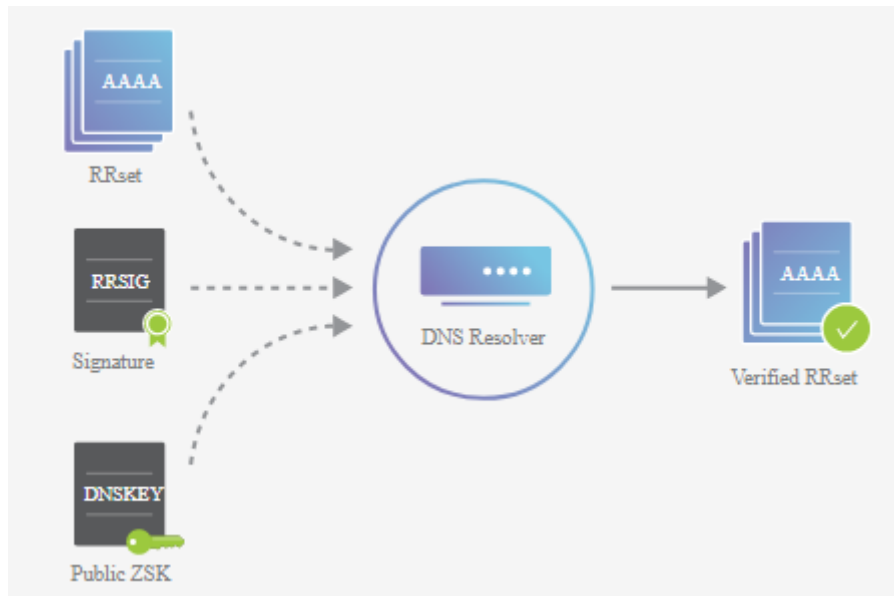 AAAA
RRset
RRSIG
Signature
DNSKEY
Public ZSK
DNS Resolver
AAAA
Verified RRset